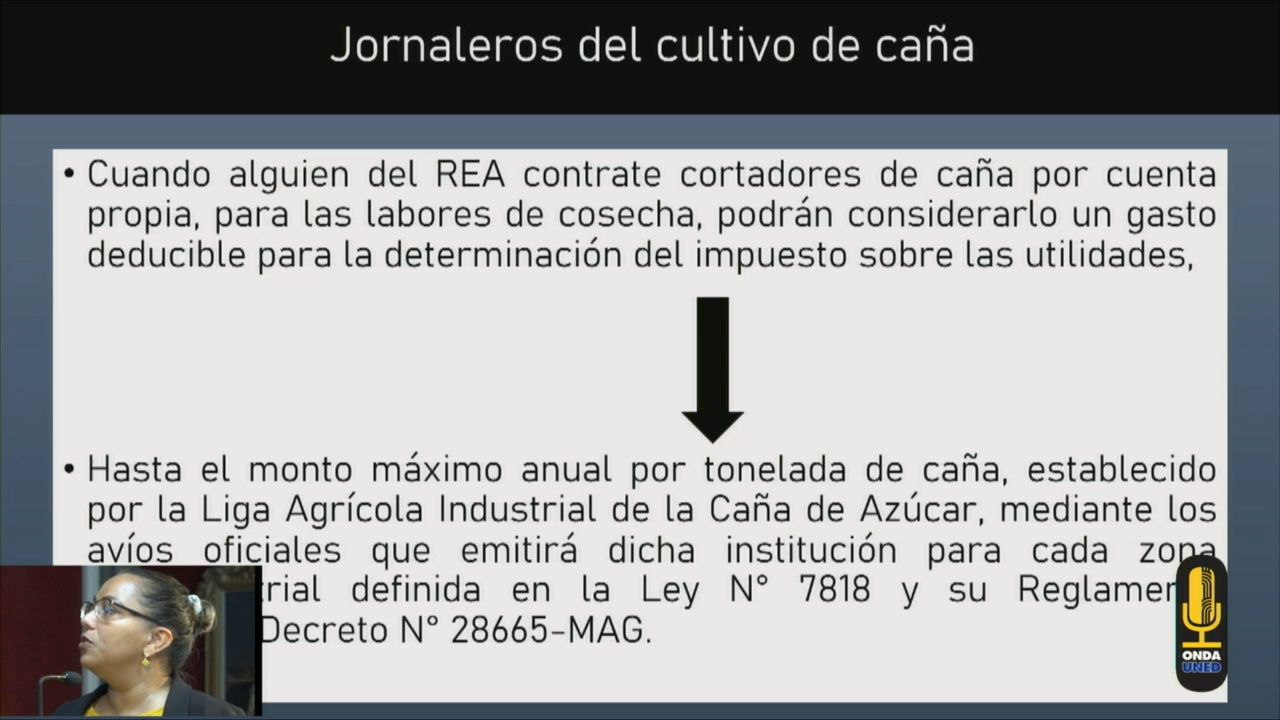 Jornaleros del cultivo de caña
• Cuando alguien del REA contrate cortadores de caña por cuenta
propia, para las labores de cosecha, podrán considerarlo un gasto
deducible para la determinación del impuesto sobre las utilidades,
• Hasta el monto máximo anual por tonelada de caña, establecido
por la Liga Agrícola Industrial de la Caña de Azúcar, mediante los
avíos oficiales que emitirá dicha institución para cada zona
definida en la Ley N° 7818 y su
Decreto N° 28665-MAG.
ONDA
UNED